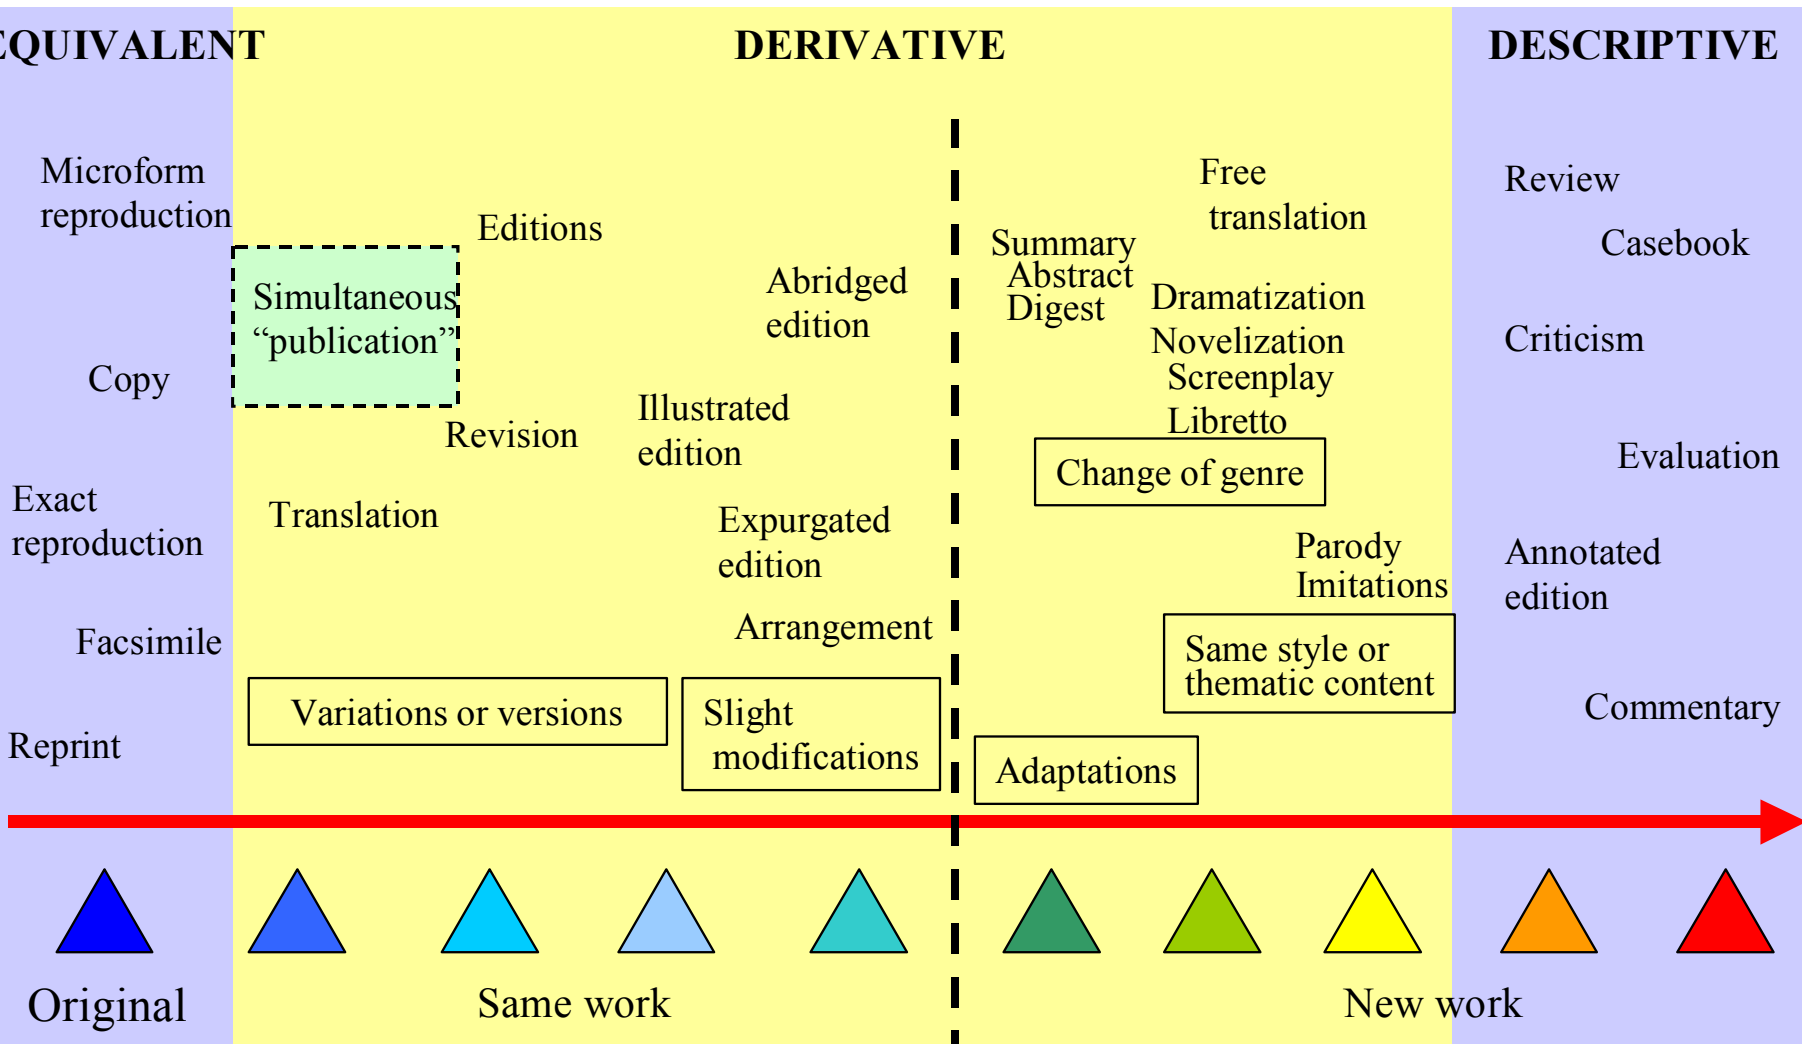 EQUIVALENT
DERIVATIVE
DESCRIPTIVE
Microform
reproduction
Copy
Exact
reproduction
Facsimile
Reprint
Simultaneous
“publication”
Editions
Revision
Translation
Variations or versions
Abridged
edition
Illustrated
edition
Expurgated
edition
Arrangement
Slight
modifications
Summary
Abstract
Digest
Free
translation
Dramatization
Novelization
Screenplay
Libretto
Change of genre
Parody
Imitations
Same style or
thematic content
Adaptations
Review
Casebook
Criticism
Evaluation
Annotated
edition
Commentary
Original
Same work
New work